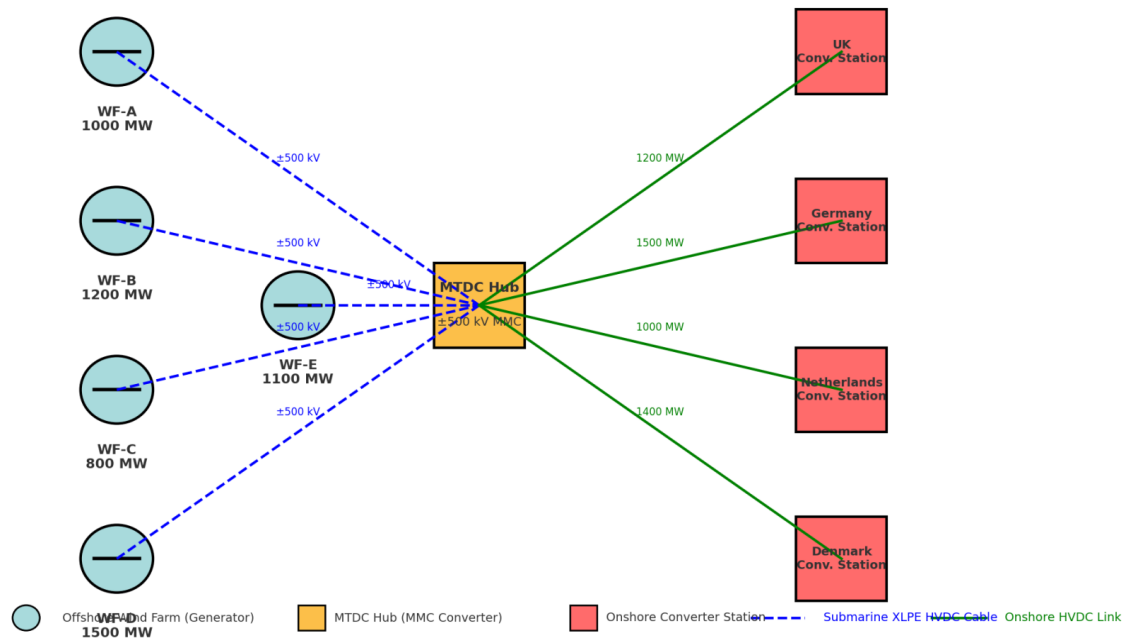 WF-A
1000 MW
WF-B
1200 MW
WF-C
800 MW
WF-D
1500 MW
WF-E
1100 MW
±500 kV
±500 kV
±500 kV
±500 kV
±500 kV
MTDC Hub
±500 kV MMC
1200 MW
1500 MW
1000 MW
1400 MW
UK
Conv. Station
Germany
Conv. Station
Netherlands
Conv. Station
Denmark
Conv. Station
Offshore Wind Farm (Generator)
MTDC Hub (MMC Converter)
Onshore Converter Station
Submarine XLPE HVDC Cable
Onshore HVDC Link